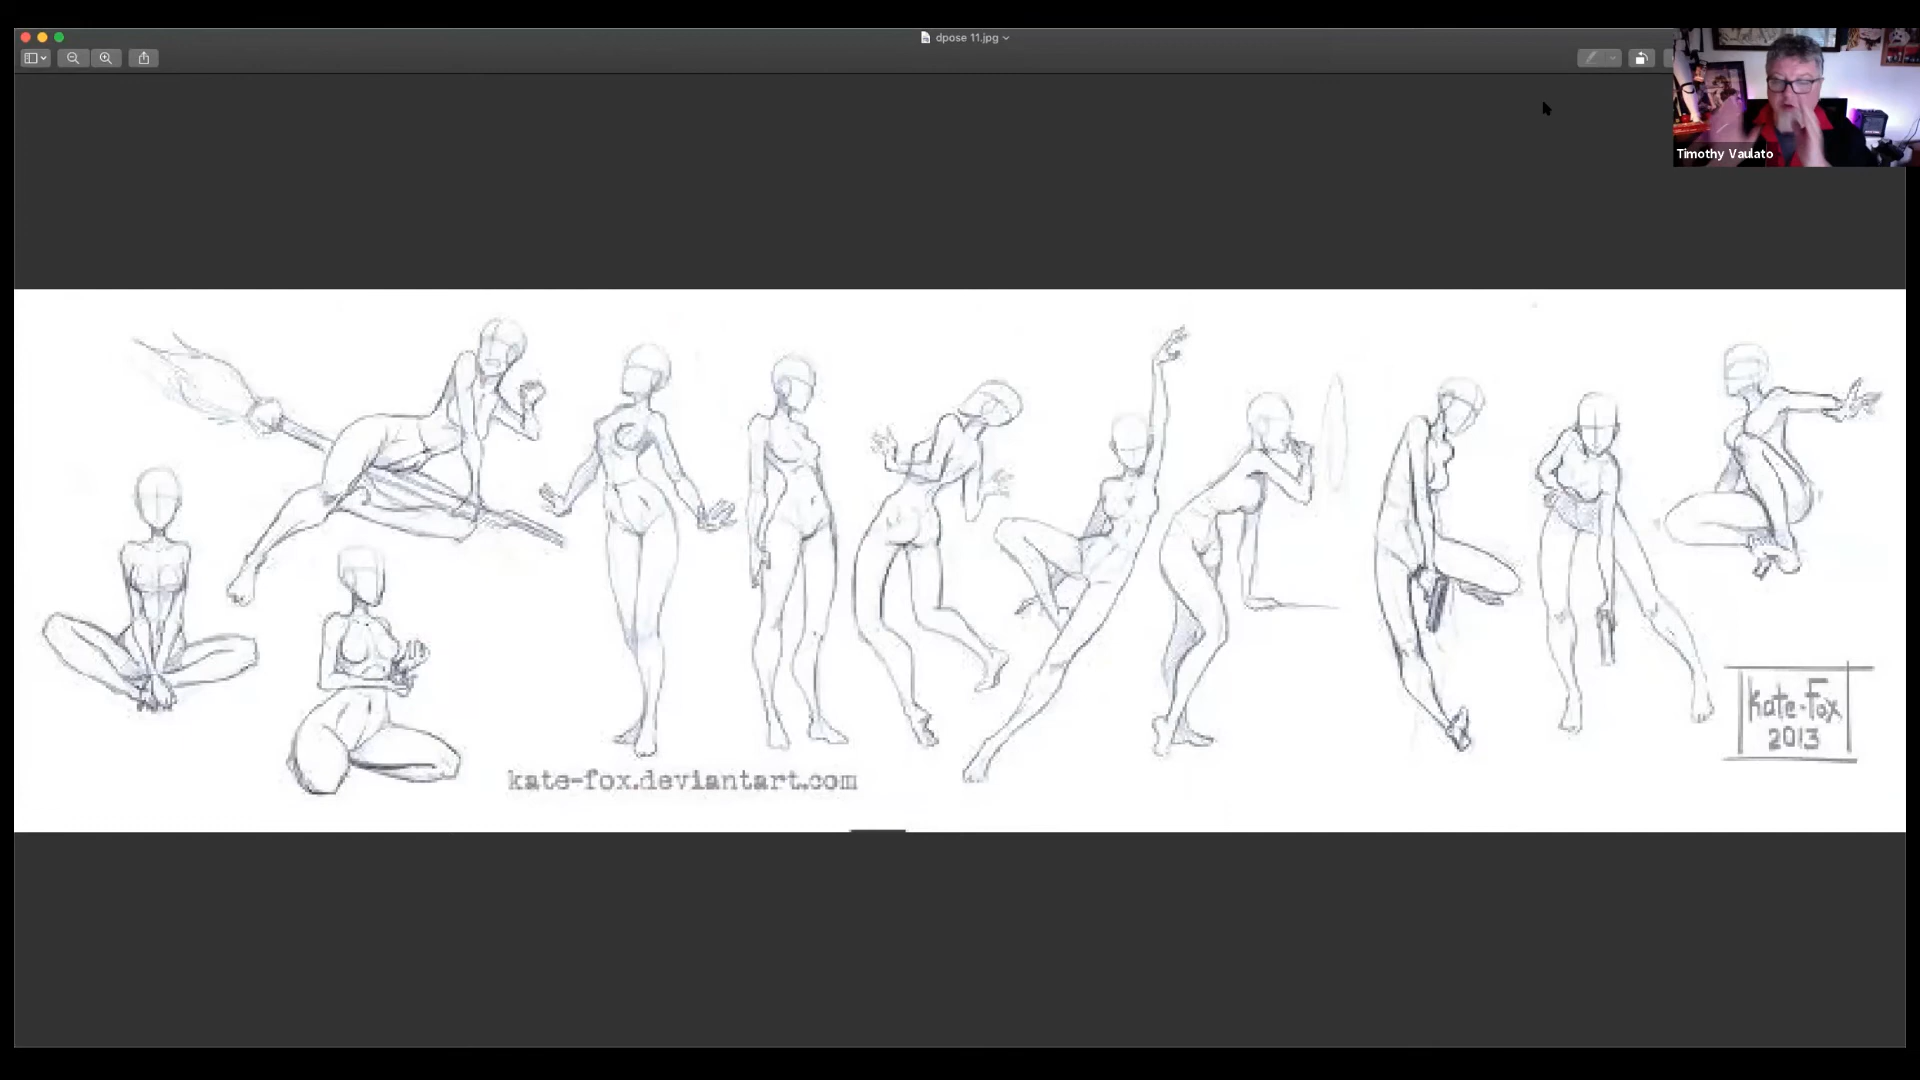 dpose 11.jpg
Timothy Vaulato
Kate-Fox
2013
kate-fox.deviantart.com